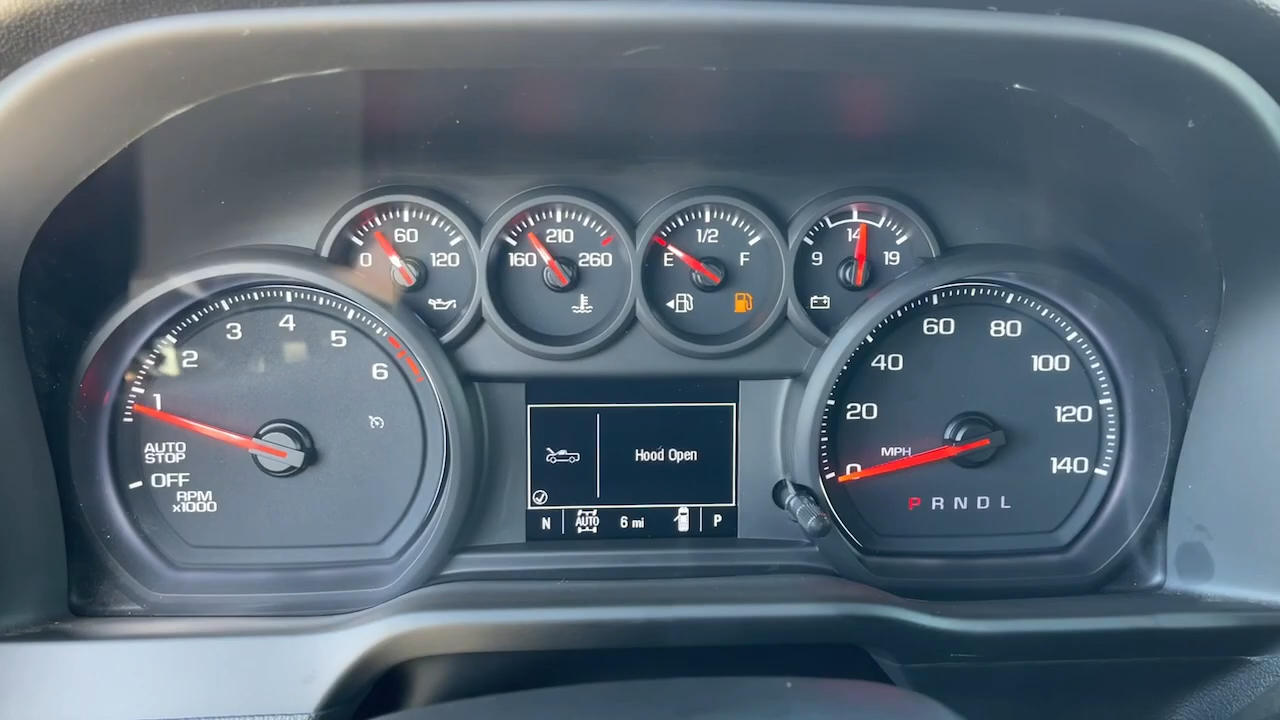 0 60 120
160 210 260
E 1/2 F
9 14 19
1 2 3 4 5 6
AUTO
STOP
OFF
RPM
x1000
Hood Open
N AUTO 6 mi P
0 20 40 60 80 100 120 140
MPH
P R N D L